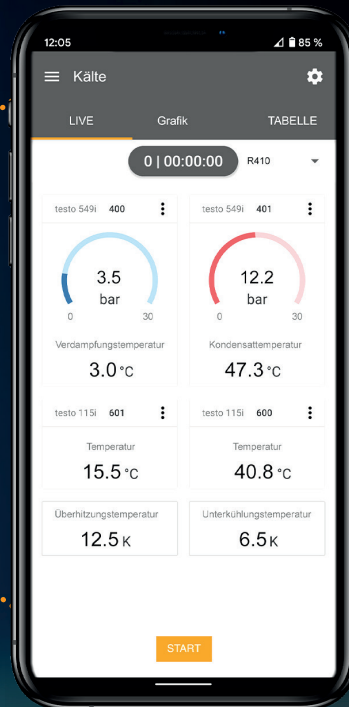 12:05 85 %
Kälte
LIVE Grafik TABELLE
0 | 00:00:00 R410
testo 549i 400 testo 549i 401
3.5 12.2
bar bar
0 30 0 30
Verdampfungstemperatur Kondensattemperatur
3.0 °C 47.3 °C
testo 115i 601 testo 115i 600
Temperatur Temperatur
15.5 °C 40.8 °C
Überhitzungstemperatur Unterkühlungstemperatur
12.5 K 6.5 K
START